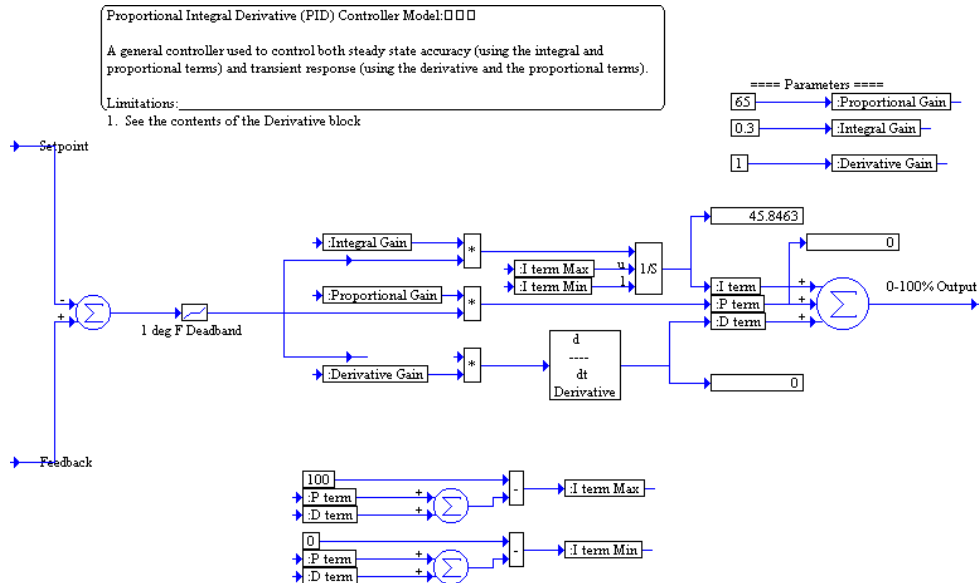 Proportional Integral Derivative (PID) Controller Model:□□□
A general controller used to control both steady state accuracy (using the integral and
proportional terms) and transient response (using the derivative and the proportional terms).
Limitations:
1. See the contents of the Derivative block
==== Parameters ====
65 :Proportional Gain
0.3 :Integral Gain
1 :Derivative Gain
Setpoint
45.8463
:Integral Gain * 0
:I term Max u 1/S
:I term Min l
:I term + Σ 0-100% Output
:Proportional Gain * :P term +
:D term +
- Σ
+
1 deg F Deadband
d
----
dt
Derivative
:Derivative Gain *
0
Feedback
100 - :I term Max
:P term + Σ
:D term +
0 - :I term Min
:P term + Σ
:D term +